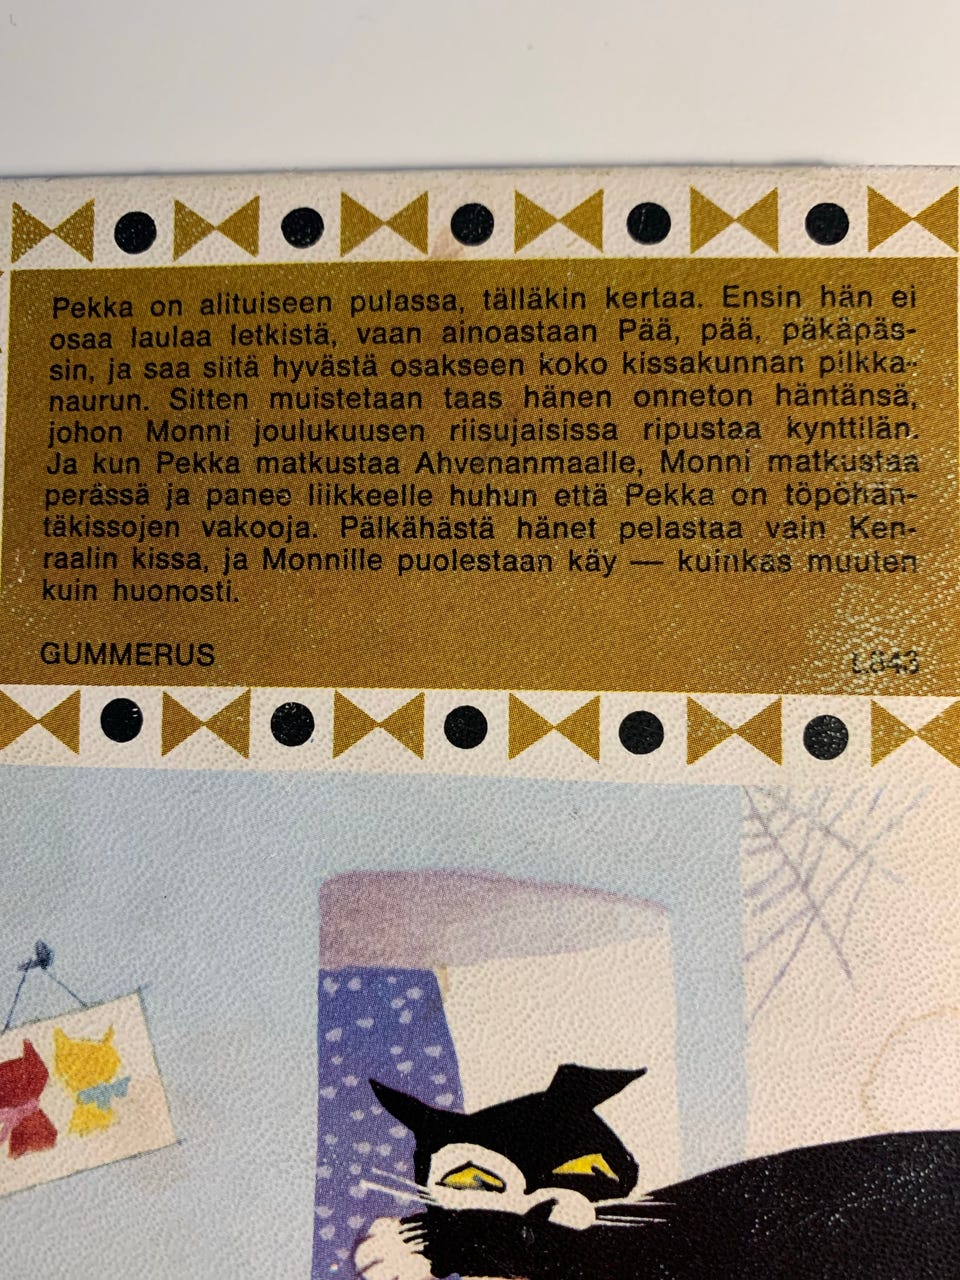 Pekka on alituiseen pulassa, tälläkin kertaa. Ensin hän ei
osaa laulaa letkistä, vaan ainoastaan Pää, pää, päkäpäs-
sin, ja saa siitä hyvästä osakseen koko kissakunnan pilkka-
naurun. Sitten muistetaan taas hänen onneton häntänsä,
johon Monni joulukuusen riisujaisissa ripustaa kynttilän.
Ja kun Pekka matkustaa Ahvenanmaalle, Monni matkustaa
perässä ja panee liikkeelle huhun että Pekka on töpöhän-
täkissojen vakooja. Pälkähästä hänet pelastaa vain Ken-
raalin kissa, ja Monnille puolestaan käy — kuinkas muuten
kuin huonosti.
GUMMERUS
L843